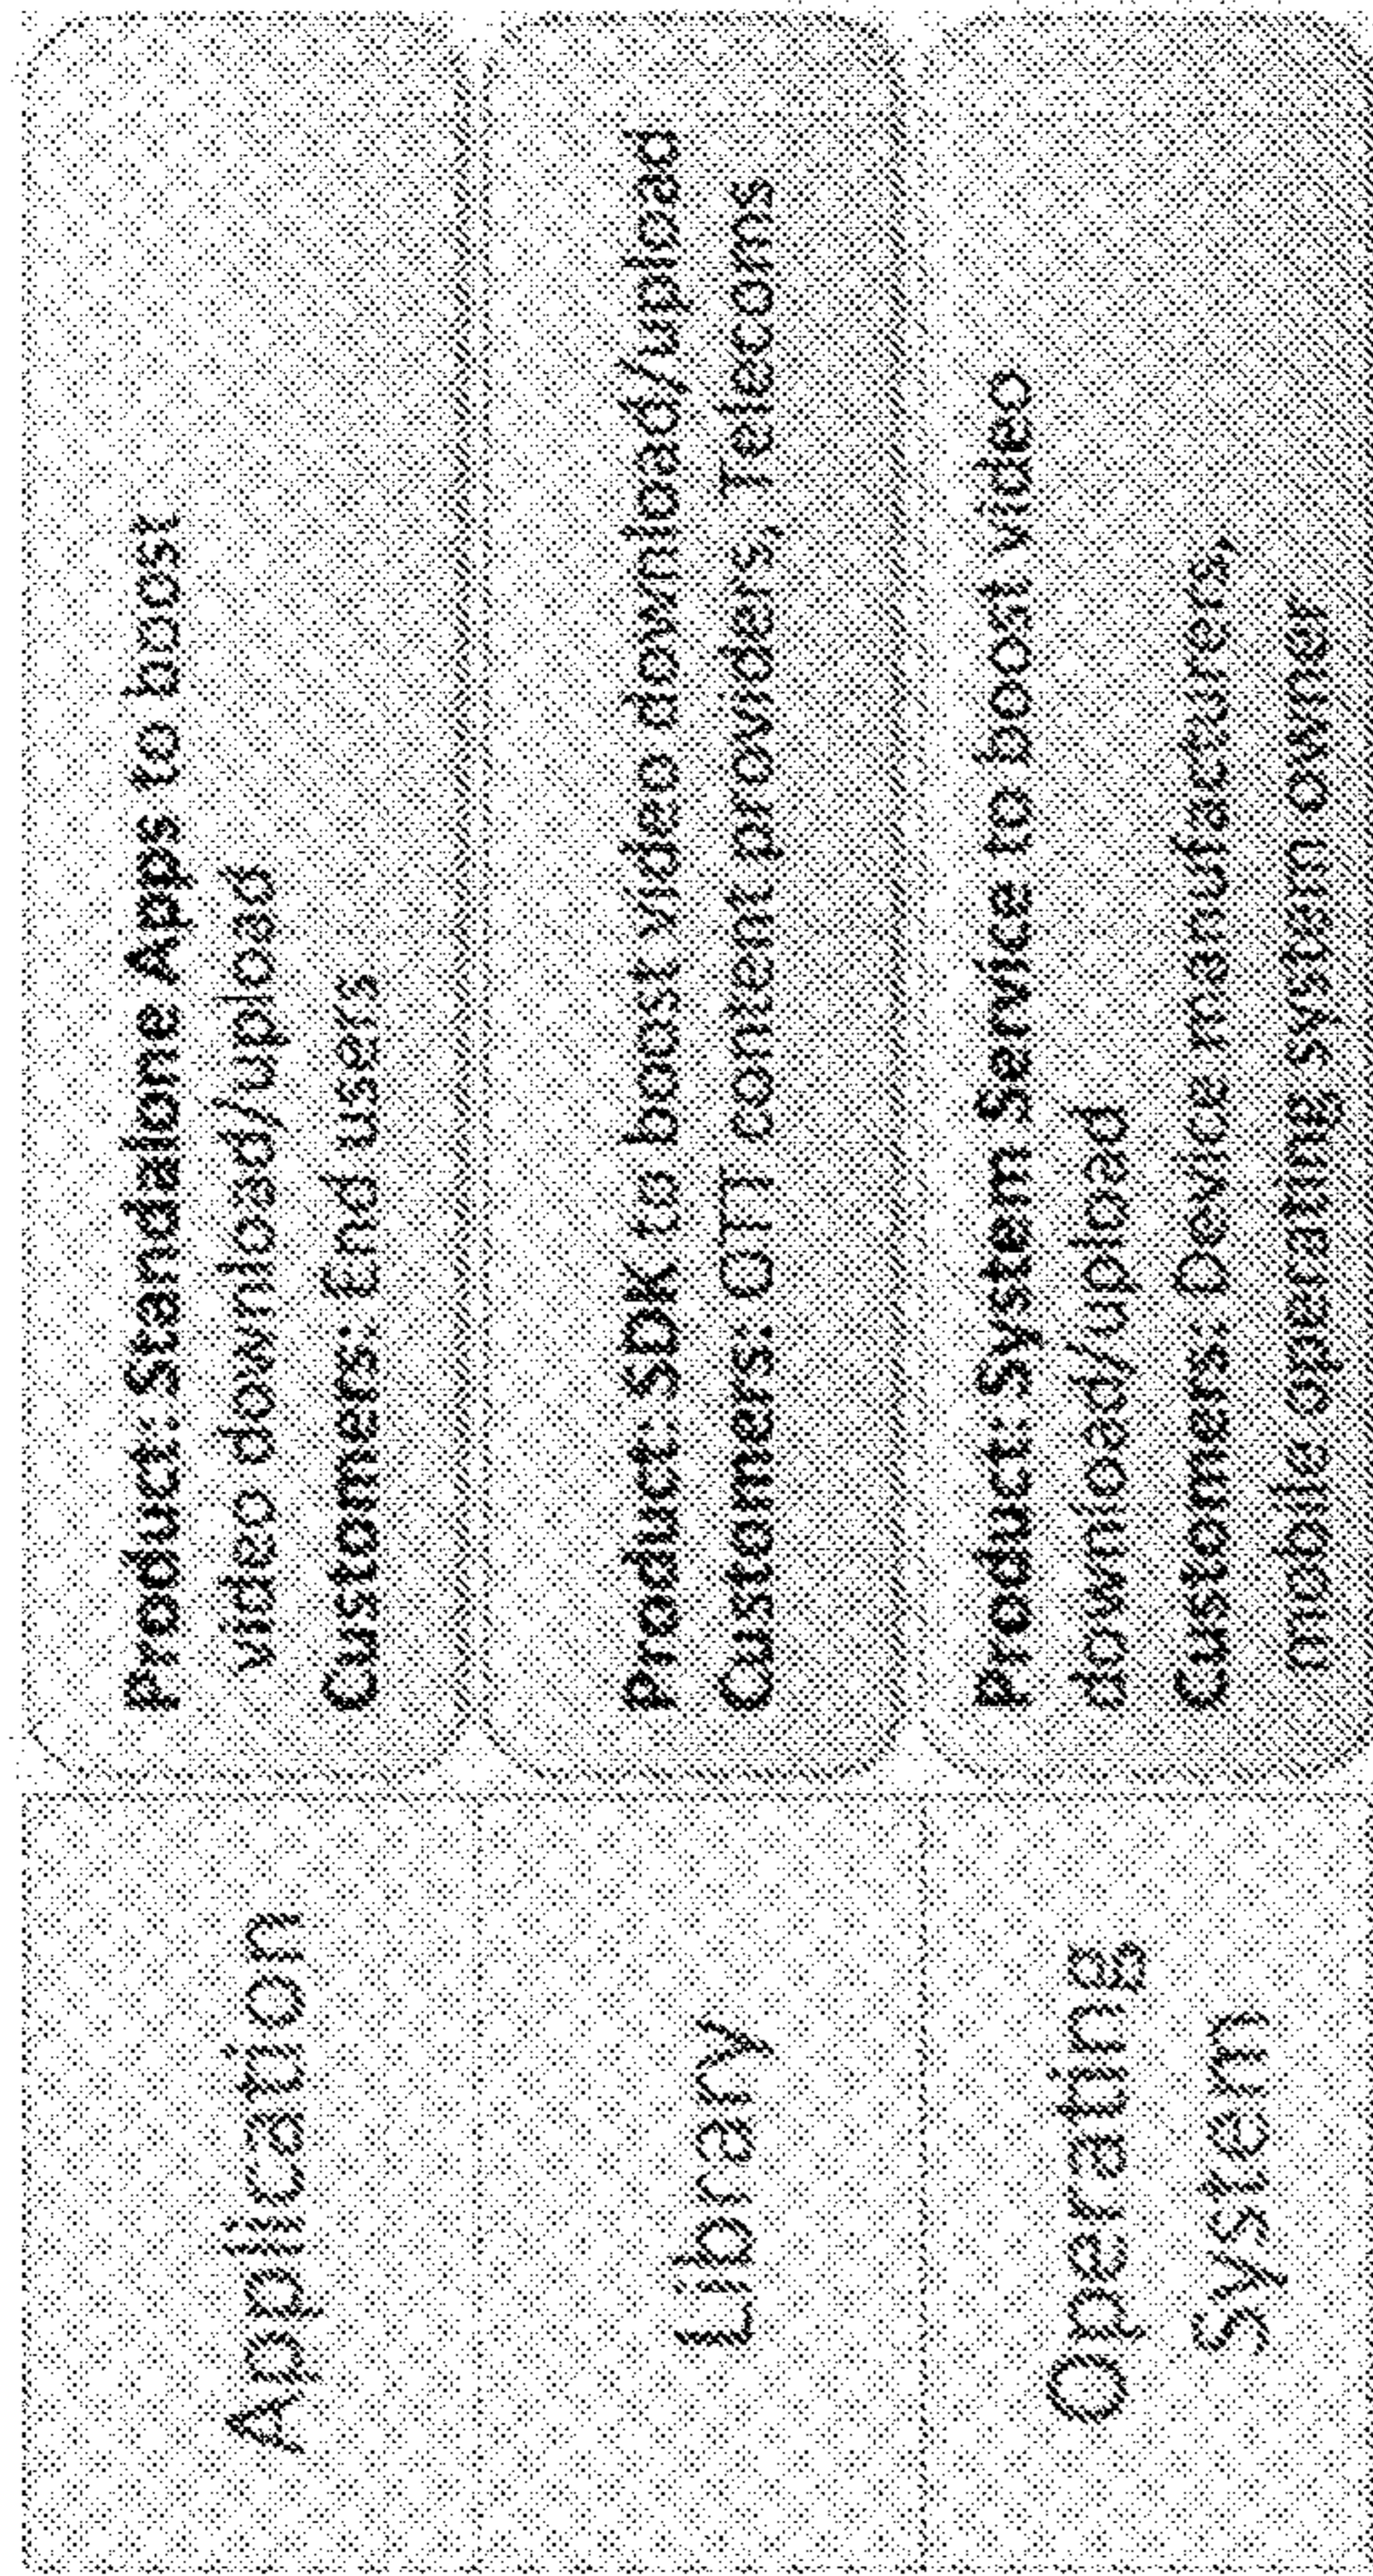 Application
Product: Standalone Apps to boost
video download/upload
Customers: End users
Library
Product: SDK to boost video download/upload
Customers: OTT content providers, Telecoms
Operating
System
Product: System Service to boost video
download/upload
Customers: Device manufacturers,
mobile operating system owner